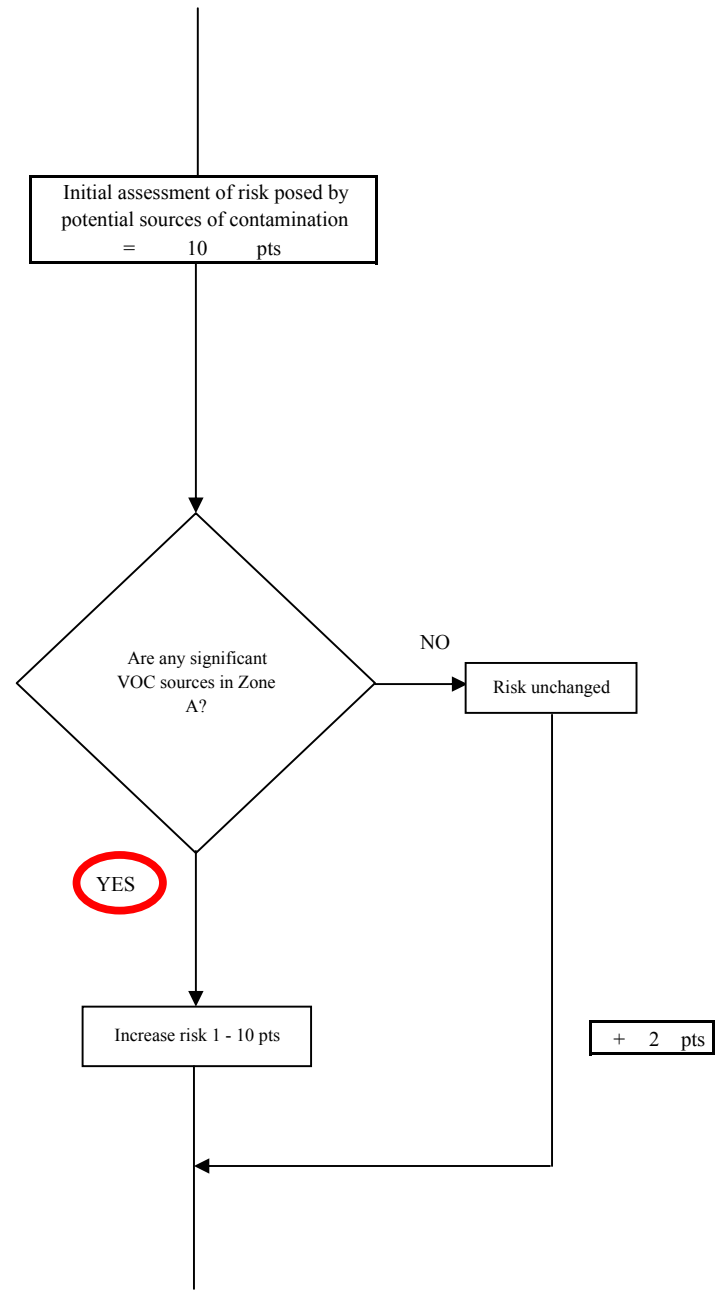 Initial assessment of risk posed by
potential sources of contamination
= 10 pts
Are any significant
VOC sources in Zone
A?
NO
Risk unchanged
YES
Increase risk 1 - 10 pts
+ 2 pts